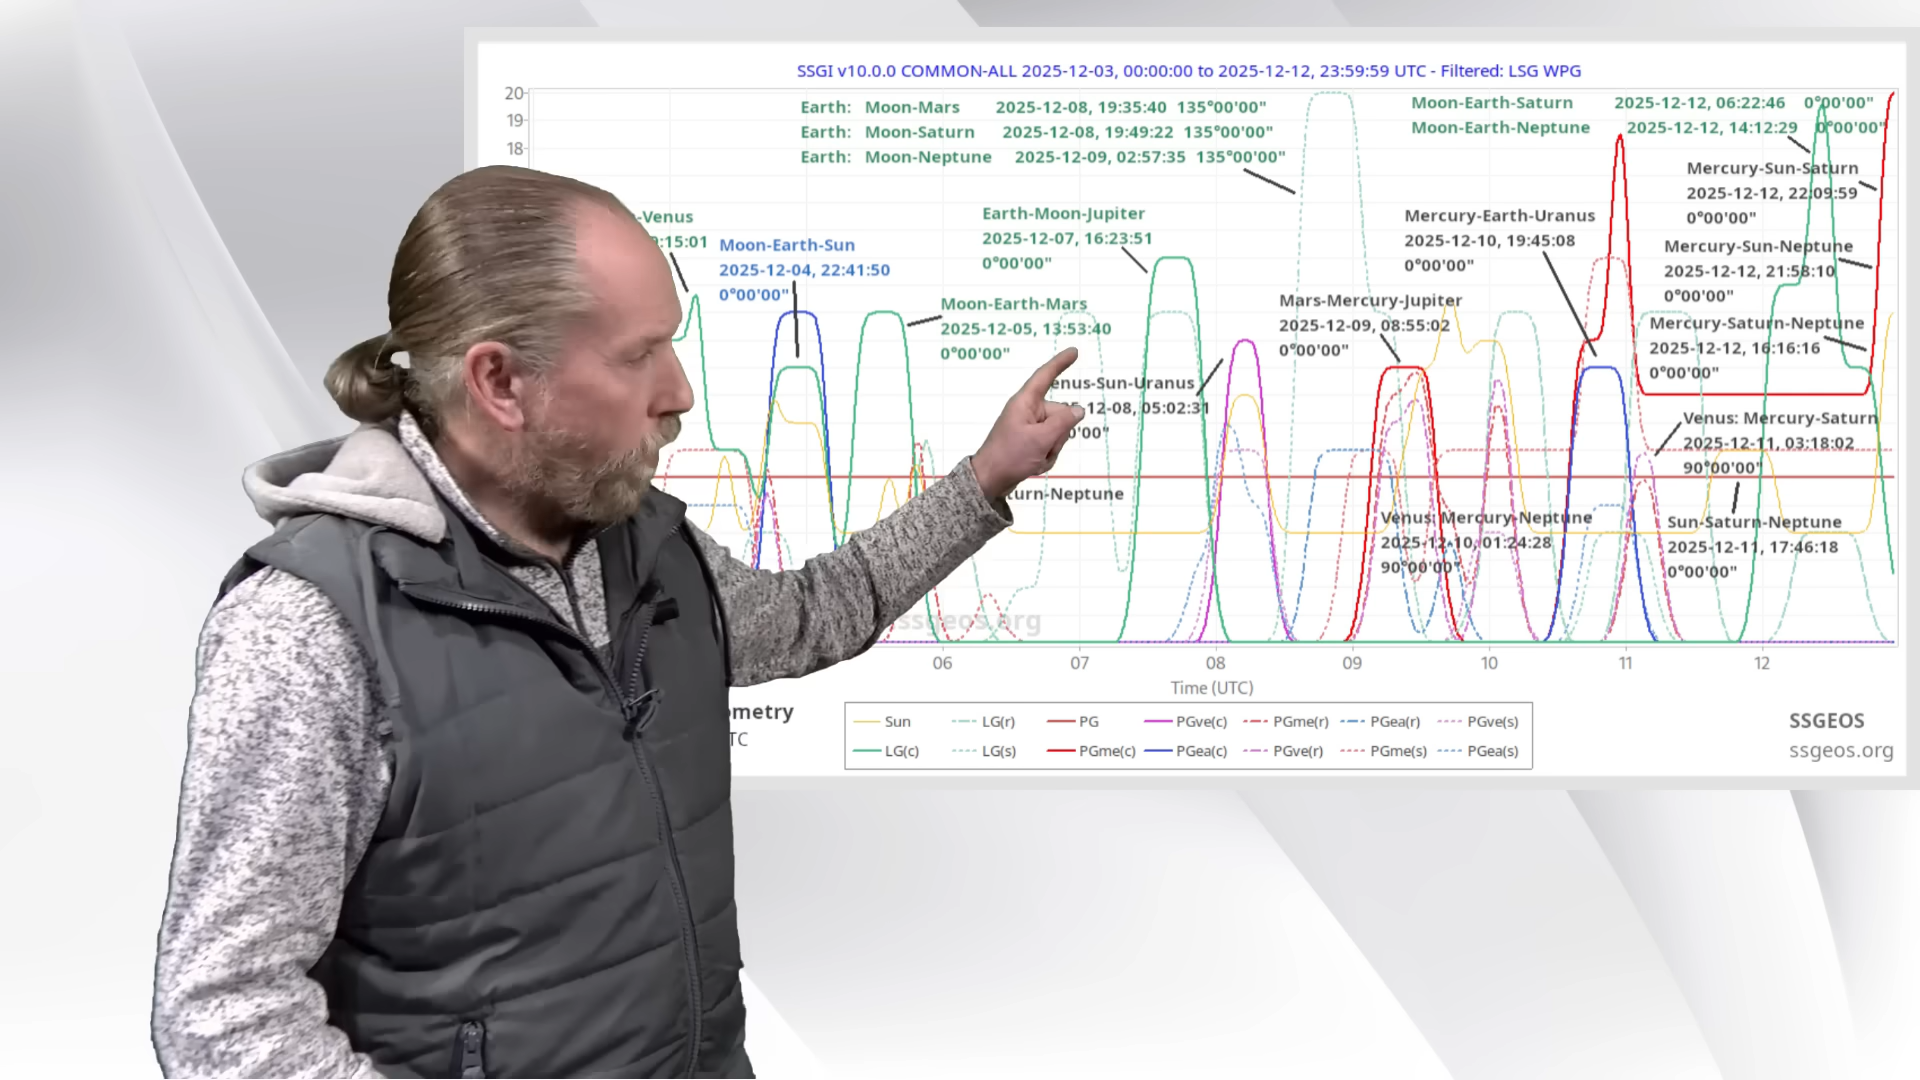 SSGI v10.0.0 COMMON-ALL 2025-12-03, 00:00:00 to 2025-12-12, 23:59:59 UTC - Filtered: LSG WPG
20
19
18
Earth: Moon-Mars 2025-12-08, 19:35:40 135°00'00"
Earth: Moon-Saturn 2025-12-08, 19:49:22 135°00'00"
Earth: Moon-Neptune 2025-12-09, 02:57:35 135°00'00"
Moon-Earth-Saturn 2025-12-12, 06:22:46 0°00'00"
Moon-Earth-Neptune 2025-12-12, 14:12:29 0°00'00"
Mercury-Sun-Saturn
2025-12-12, 22:09:59
0°00'00"
-Venus
:15:01
Moon-Earth-Sun
2025-12-04, 22:41:50
0°00'00"
Earth-Moon-Jupiter
2025-12-07, 16:23:51
0°00'00"
Mercury-Earth-Uranus
2025-12-10, 19:45:08
0°00'00"
Mercury-Sun-Neptune
2025-12-12, 21:58:10
0°00'00"
Moon-Earth-Mars
2025-12-05, 13:53:40
0°00'00"
Mars-Mercury-Jupiter
2025-12-09, 08:55:02
0°00'00"
Mercury-Saturn-Neptune
2025-12-12, 16:16:16
0°00'00"
enus-Sun-Uranus
12-08, 05:02:31
'00"
Venus: Mercury-Saturn
2025-12-11, 03:18:02
90°00'00"
turn-Neptune
Venus: Mercury-Neptune
2025-12-10, 01:24:28
90°00'00"
Sun-Saturn-Neptune
2025-12-11, 17:46:18
0°00'00"
ssgeos.org
06 07 08 09 10 11 12
Time (UTC)
ometry
TC
Sun LG(r) PG PGve(c) PGme(r) PGea(r) PGve(s)
LG(c) LG(s) PGme(c) PGea(c) PGve(r) PGme(s) PGea(s)
SSGEOS
ssgeos.org